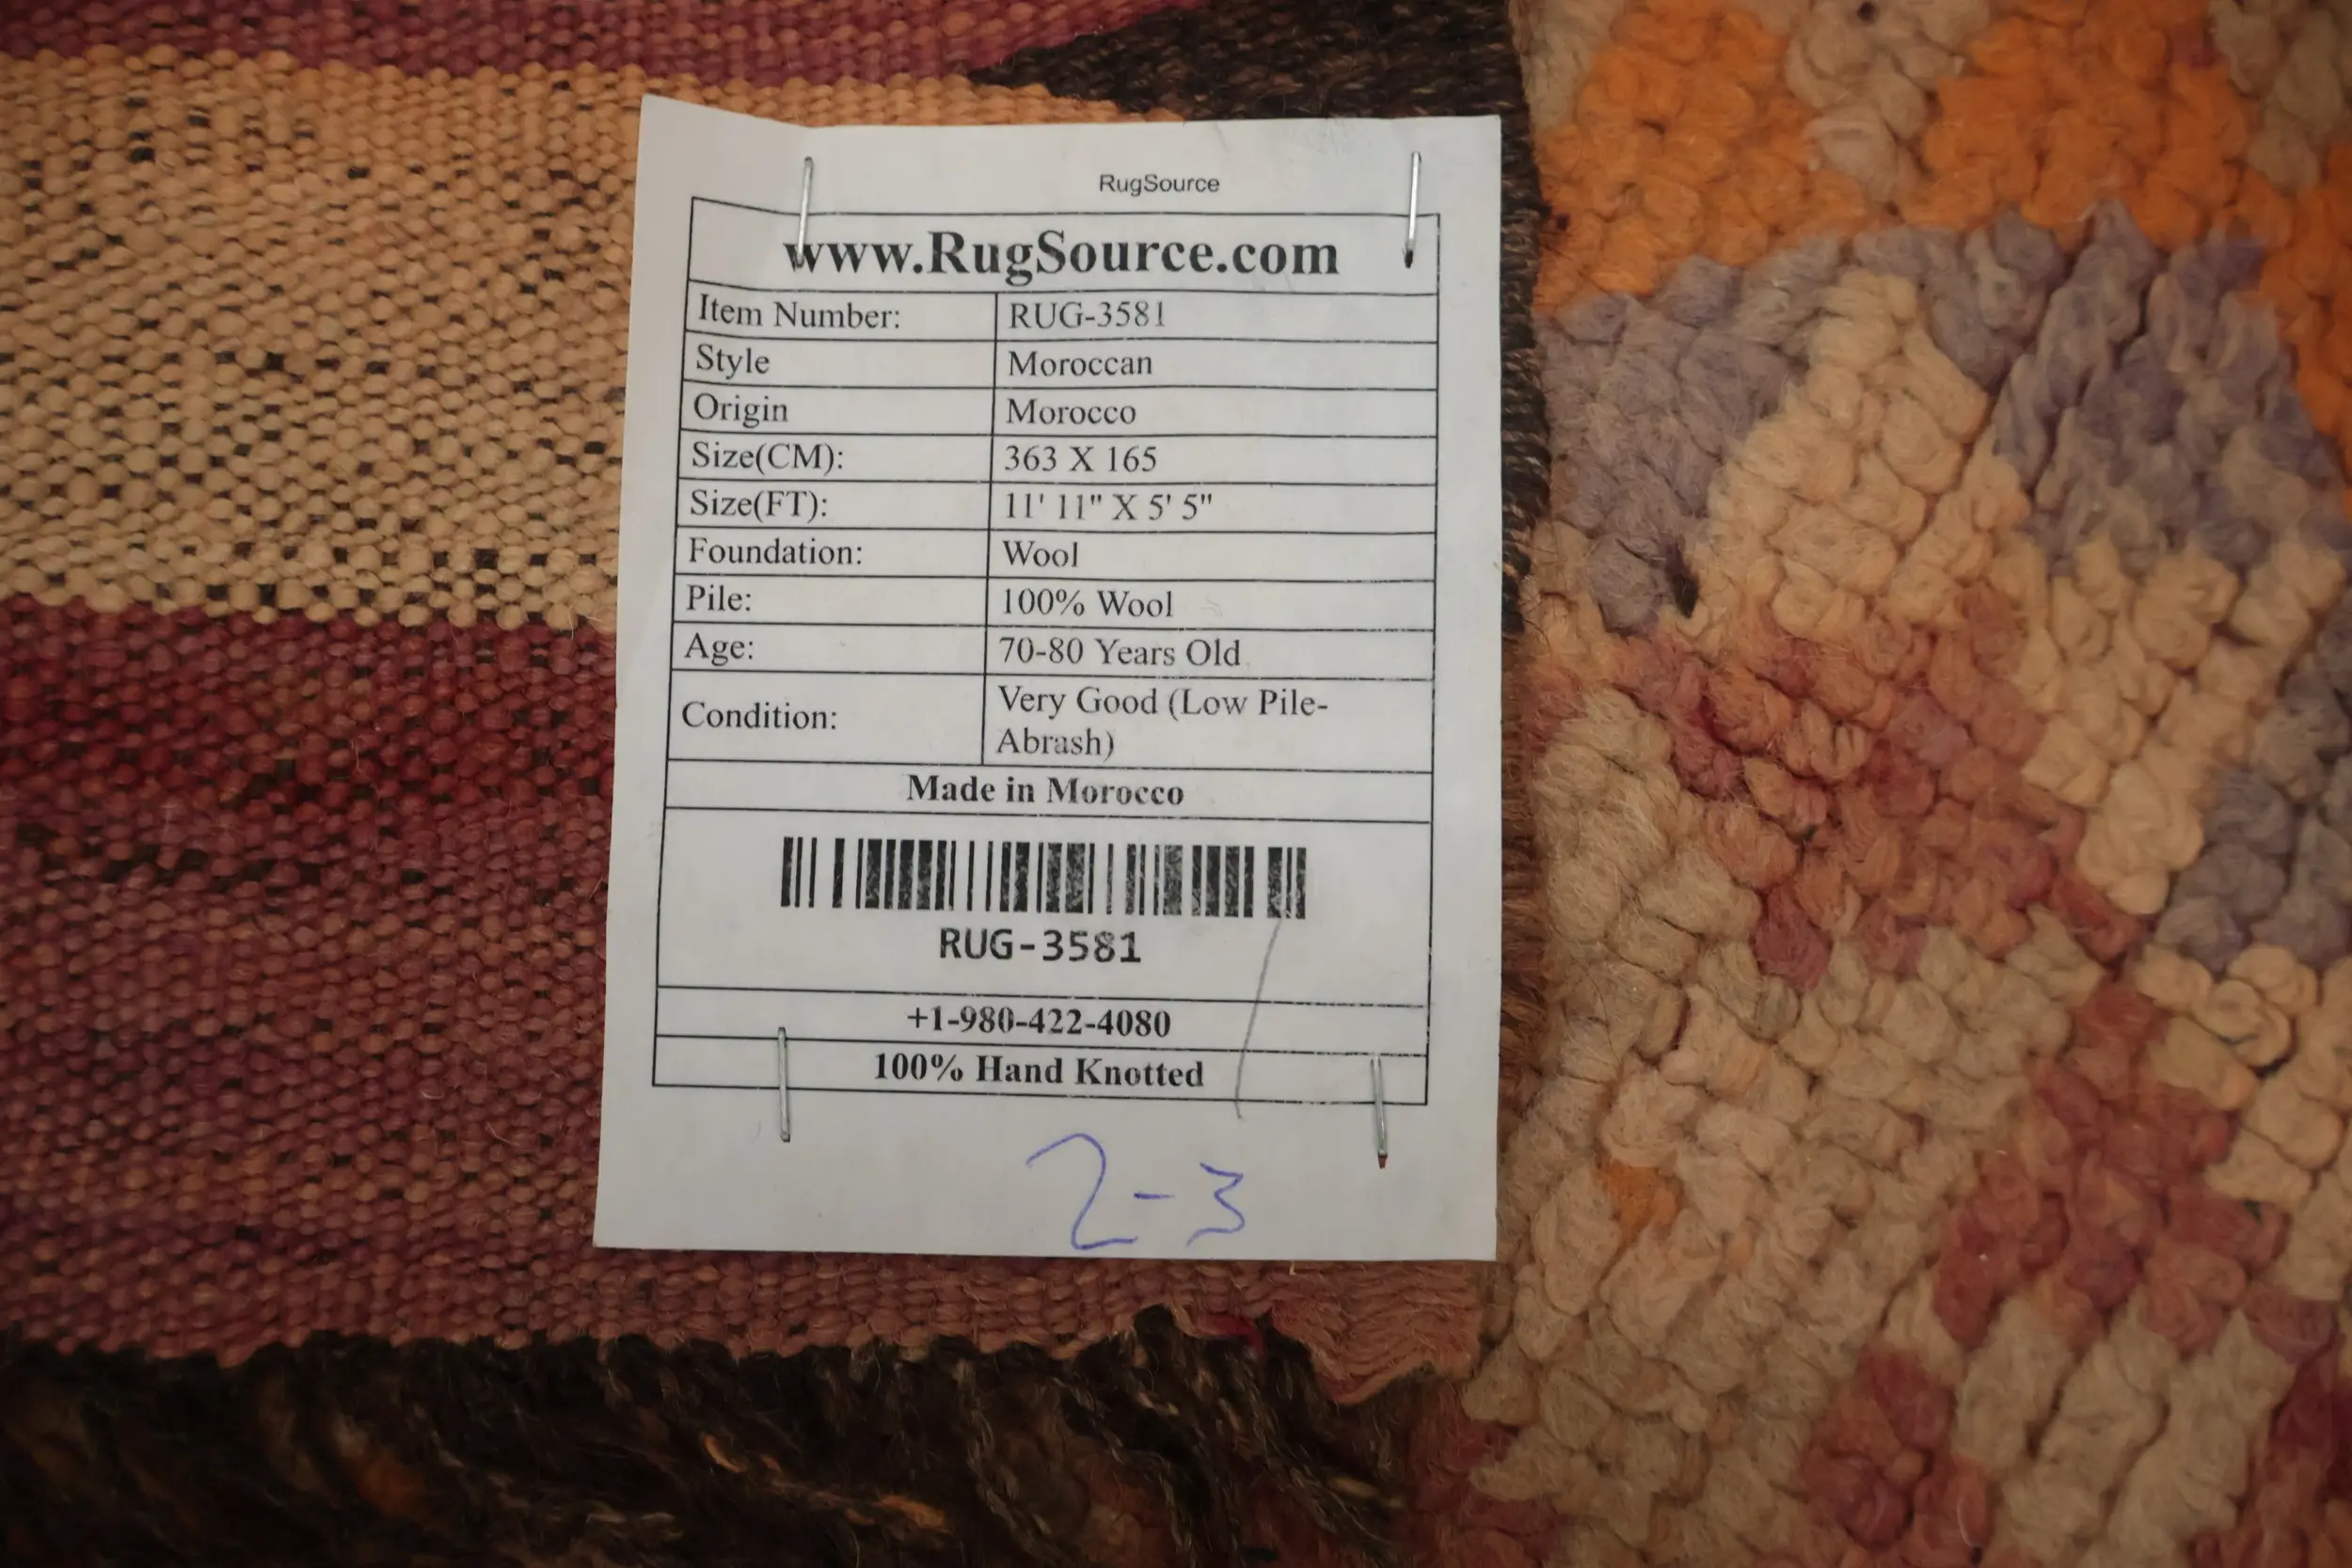 RugSource
www.RugSource.com
Item Number: RUG-3581
Style Moroccan
Origin Morocco
Size(CM): 363 X 165
Size(FT): 11' 11" X 5' 5"
Foundation: Wool
Pile: 100% Wool
Age: 70-80 Years Old
Condition: Very Good (Low Pile-
Abrash)
Made in Morocco
RUG-3581
+1-980-422-4080
100% Hand Knotted
2-3